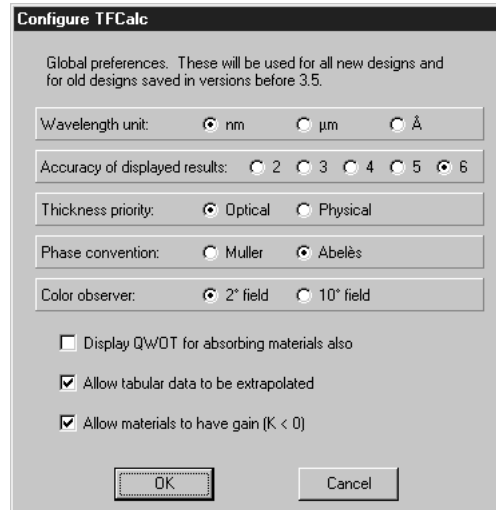 Configure TFCalc
Global preferences. These will be used for all new designs and
for old designs saved in versions before 3.5.
Wavelength unit: nm µm Å
Accuracy of displayed results: 2 3 4 5 6
Thickness priority: Optical Physical
Phase convention: Muller Abelès
Color observer: 2° field 10° field
Display QWOT for absorbing materials also
Allow tabular data to be extrapolated
Allow materials to have gain (K < 0)
OK Cancel